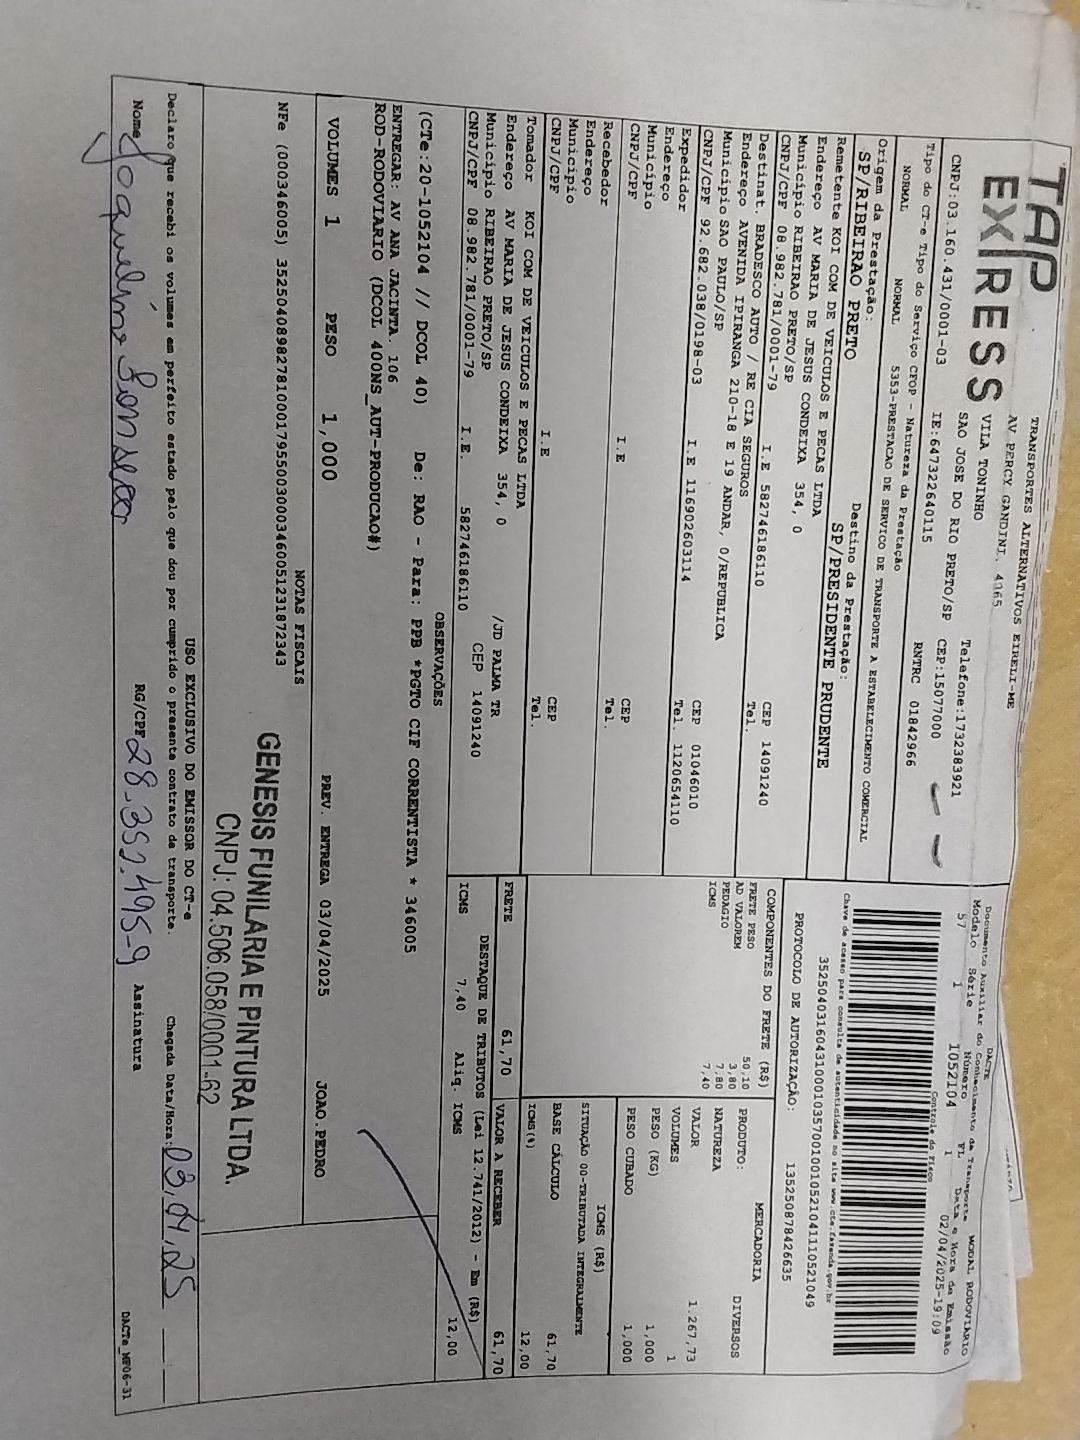 TAP
EXPRESS
TRANSPORTES ALTERNATIVOS EIRELI-ME
AV PERCY GANDINI, 4065
VILA TONINHO
SAO JOSE DO RIO PRETO/SP
Telefone:1732383921
CNPJ:03.160.431/0001-03
IE:647322640115
CEP:15077000
RNTRC 01842966
Tipo do CT-e Tipo do Serviço CFOP - Natureza da Prestação
NORMAL NORMAL 5353-PRESTACAO DE SERVICO DE TRANSPORTE A ESTABELECIMENTO COMERCIAL
Origem da Prestação: Destino da Prestação:
SP/RIBEIRAO PRETO SP/PRESIDENTE PRUDENTE
Remetente KOI COM DE VEICULOS E PECAS LTDA
Endereço AV MARIA DE JESUS CONDEIXA 354, 0
Município RIBEIRAO PRETO/SP CEP 14091240
CNPJ/CPF 08.982.781/0001-79 I.E 582746186110 Tel.
Destinat. BRADESCO AUTO / RE CIA SEGUROS
Endereço AVENIDA IPIRANGA 210-18 E 19 ANDAR, 0/REPUBLICA
Município SAO PAULO/SP CEP 01046010
CNPJ/CPF 92.682.038/0198-03 I.E 116902603114 Tel. 1120654110
Expedidor
Endereço
Município CEP
CNPJ/CPF I.E Tel.
Recebedor
Endereço
Município CEP
CNPJ/CPF I.E Tel.
Tomador KOI COM DE VEICULOS E PECAS LTDA
Endereço AV MARIA DE JESUS CONDEIXA 354, 0 /JD PALMA TR
Município RIBEIRAO PRETO/SP CEP 14091240
CNPJ/CPF 08.982.781/0001-79 I.E. 582746186110
DACTE
Documento Auxiliar do Conhecimento de Transporte MODAL RODOVIÁRIO
Modelo Série Número FL Data e Hora de Emissão
57 1 1052104 1 02/04/2025-19:09
Controle do Fisco
Chave de acesso para consulta de autenticidade no site www.cte.fazenda.gov.br
35250403160431000103570010010521041110521049
PROTOCOLO DE AUTORIZAÇÃO: 135250878426635
COMPONENTES DO FRETE (R$)
FRETE PESO 50,10
AD VALOREM 3,80
PEDAGIO 7,80
ICMS 7,40
PRODUTO: MERCADORIA
NATUREZA DIVERSOS
VALOR 1.267,73
VOLUMES 1
PESO (KG) 1,000
PESO CUBADO 1,000
ICMS (R$)
SITUAÇÃO 00-TRIBUTADA INTEGRALMENTE
BASE CÁLCULO 61,70
ICMS(%) 12,00
FRETE 61,70 VALOR A RECEBER 61,70
DESTAQUE DE TRIBUTOS (Lei 12.741/2012) - Em (R$)
ICMS 7,40 Aliq. ICMS 12,00
OBSERVAÇÕES
(CTe:20-1052104 // DCOL 40) De: RAO - Para: PPB *PGTO CIF CORRENTISTA * 346005
ENTREGAR: AV ANA JACINTA, 106
ROD-RODOVIARIO (DCOL 40ONS_AUT-PRODUCAO#)
VOLUMES 1 PESO 1,000 PREV. ENTREGA 03/04/2025 JOAO.PEDRO
NOTAS FISCAIS
NFe (000346005) 35250408982781000179550030003460051231872343
GENESIS FUNILARIA E PINTURA LTDA.
CNPJ: 04.506.058/0001-62
USO EXCLUSIVO DO EMISSOR DO CT-e
Declaro que recebi os volumes em perfeito estado pelo que dou por cumprido o presente contrato de transporte. Chegada Data/Hora: 03,04,25
Nome RG/CPF 28.352.495-9 Assinatura
DACTe_MF06-31